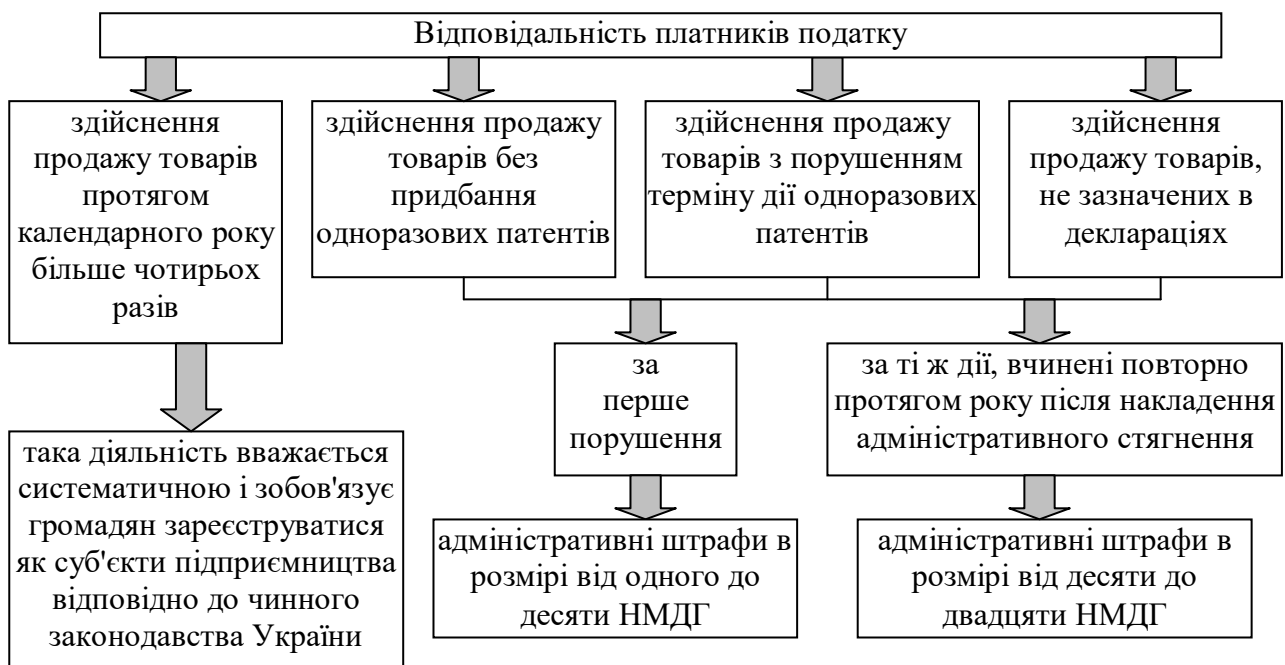 Відповідальність платників податку
здійснення
продажу товарів
протягом
календарного року
більше чотирьох
разів
здійснення продажу
товарів без
придбання
одноразових патентів
здійснення продажу
товарів з порушенням
терміну дії одноразових
патентів
здійснення
продажу товарів,
не зазначених в
деклараціях
за
перше
порушення
за ті ж дії, вчинені повторно
протягом року після накладення
адміністративного стягнення
така діяльність вважається
систематичною і зобов'язує
громадян зареєструватися
як суб'єкти підприємництва
відповідно до чинного
законодавства України
адміністративні штрафи в
розмірі від одного до
десяти НМДГ
адміністративні штрафи в
розмірі від десяти до
двадцяти НМДГ